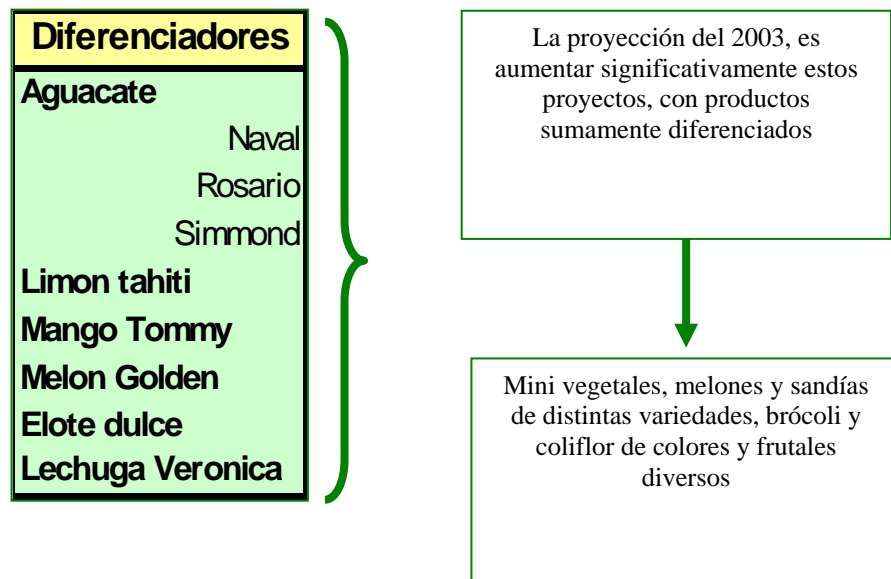 Diferenciadores
Aguacate
Naval
Rosario
Simmond
Limon tahiti
Mango Tommy
Melon Golden
Elote dulce
Lechuga Veronica
La proyección del 2003, es
aumentar significativamente estos
proyectos, con productos
sumamente diferenciados
Mini vegetales, melones y sandías
de distintas variedades, brócoli y
coliflor de colores y frutales
diversos